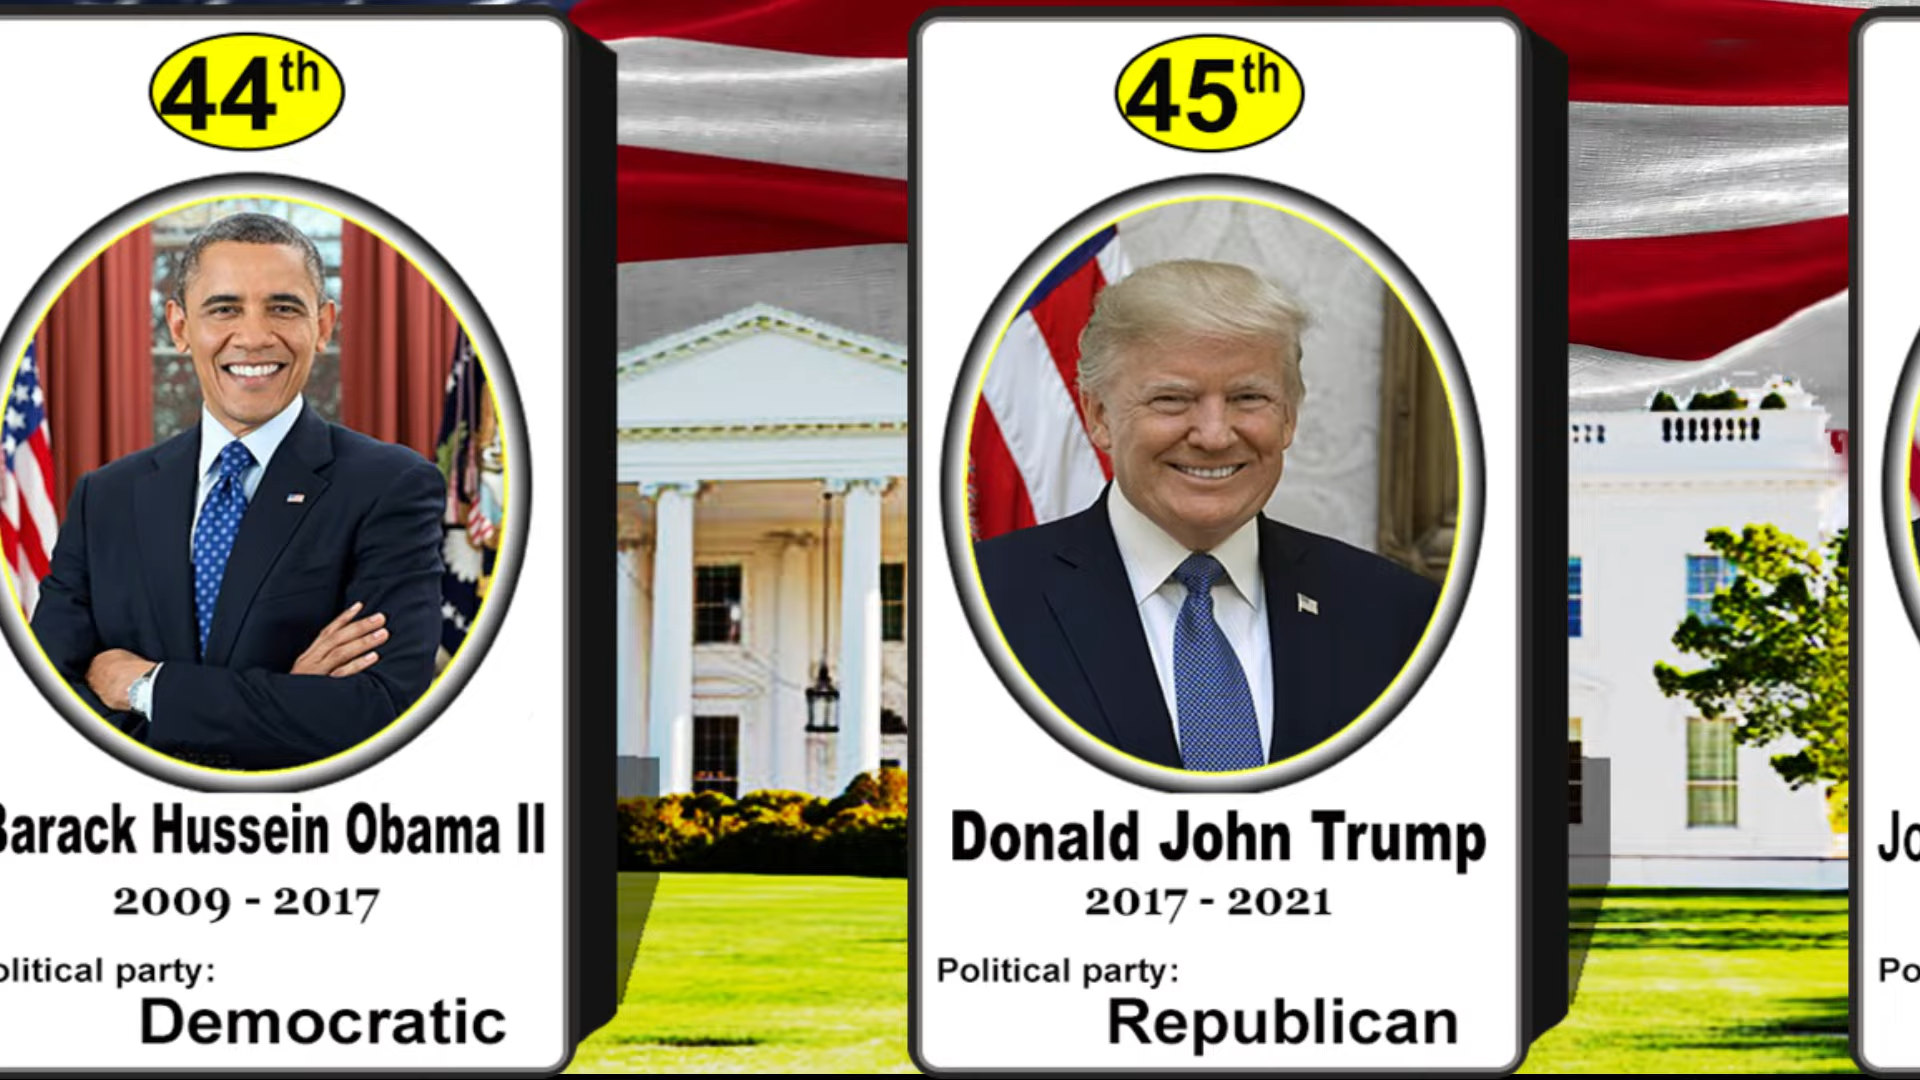 44th
Barack Hussein Obama II
2009 - 2017
olitical party:
Democratic
45th
Donald John Trump
2017 - 2021
Political party:
Republican
Jo
Po